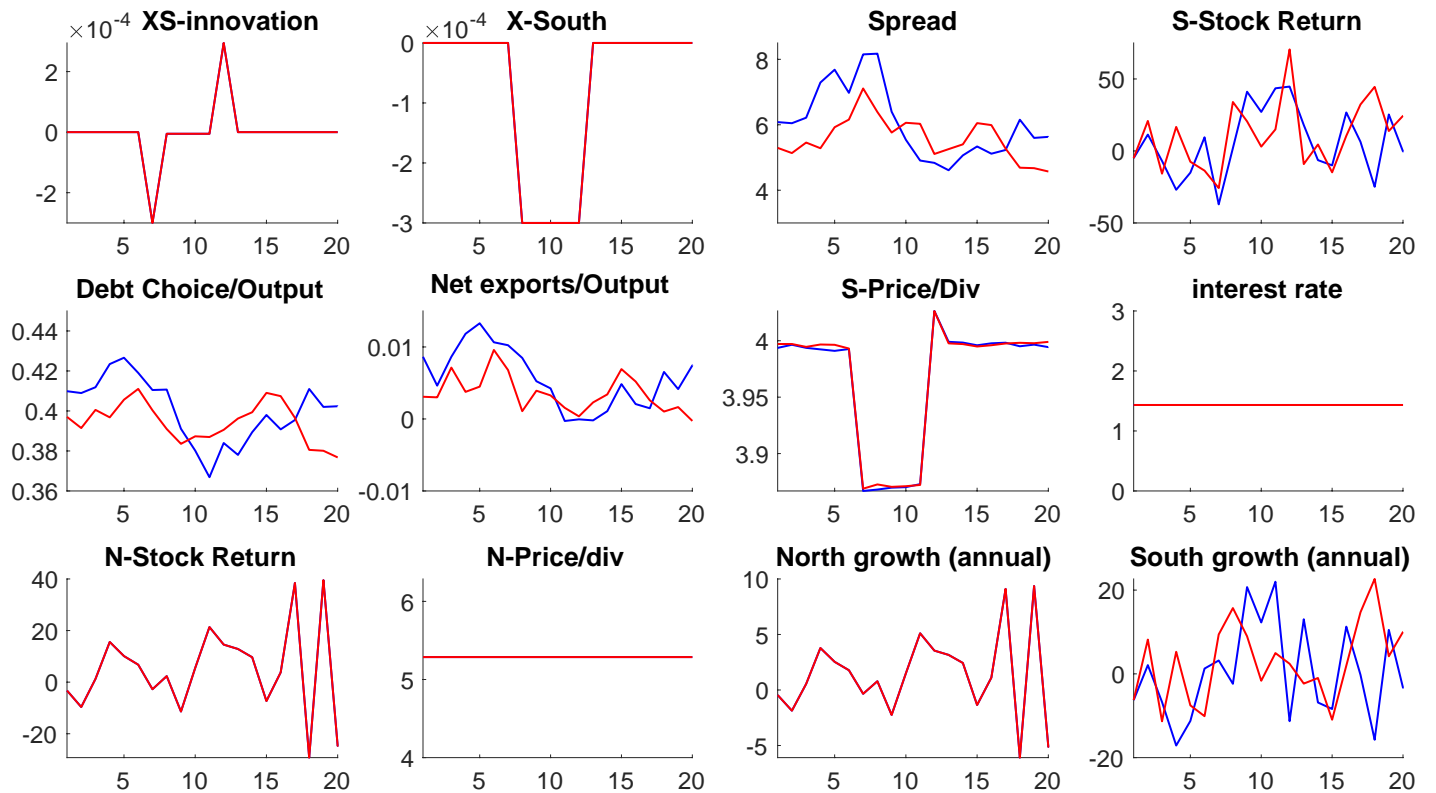 ×10⁻⁴ XS-innovation
2
0
-2
5 10 15 20
×10⁻⁴ X-South
0
-1
-2
-3
5 10 15 20
Spread
8
6
4
5 10 15 20
S-Stock Return
50
0
-50
5 10 15 20
Debt Choice/Output
0.44
0.42
0.4
0.38
0.36
5 10 15 20
Net exports/Output
0.01
0
-0.01
5 10 15 20
S-Price/Div
4
3.95
3.9
5 10 15 20
interest rate
3
2
1
0
5 10 15 20
N-Stock Return
40
20
0
-20
5 10 15 20
N-Price/div
6
5
4
5 10 15 20
North growth (annual)
10
5
0
-5
5 10 15 20
South growth (annual)
20
0
-20
5 10 15 20